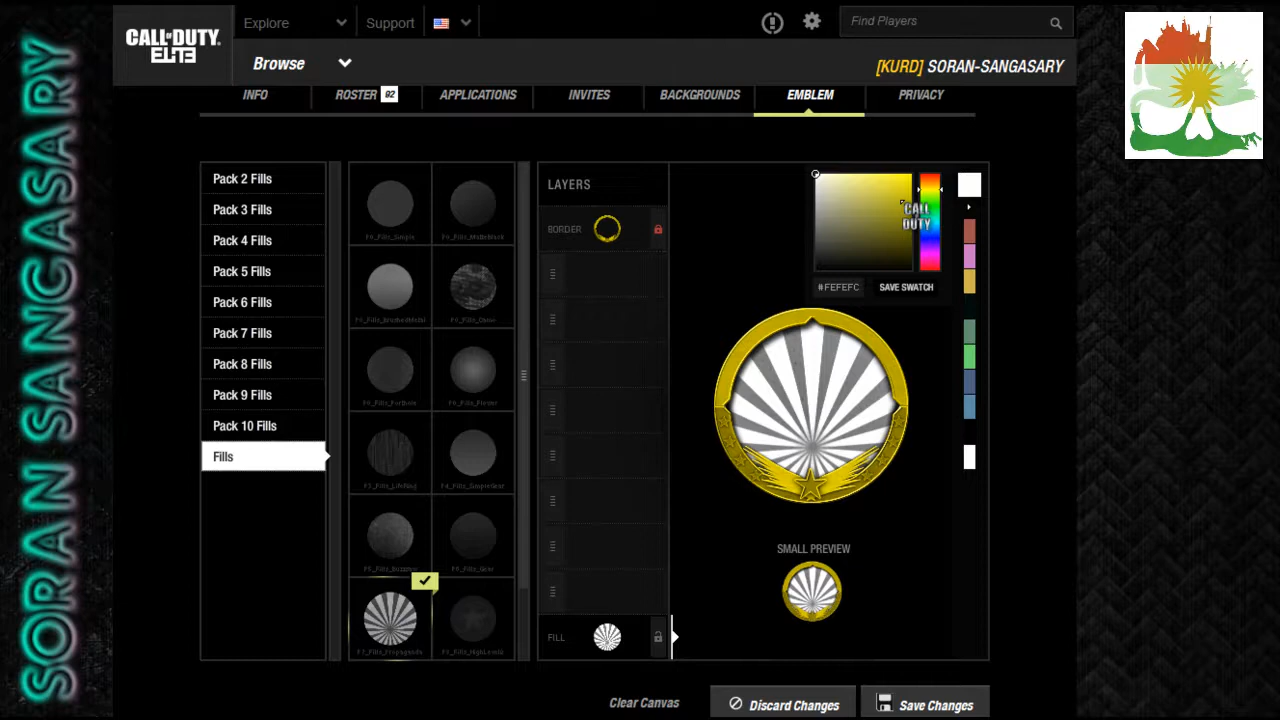 SORAN SANGASARY
CALL OF DUTY
ELITE
Explore
Support
Find Players
Browse
[KURD] SORAN-SANGASARY
INFO
ROSTER 92
APPLICATIONS
INVITES
BACKGROUNDS
EMBLEM
PRIVACY
Pack 2 Fills
Pack 3 Fills
Pack 4 Fills
Pack 5 Fills
Pack 6 Fills
Pack 7 Fills
Pack 8 Fills
Pack 9 Fills
Pack 10 Fills
Fills
LAYERS
BORDER
FILL
CALL
DUTY
#FEFEFC
SAVE SWATCH
SMALL PREVIEW
Clear Canvas
Discard Changes
Save Changes